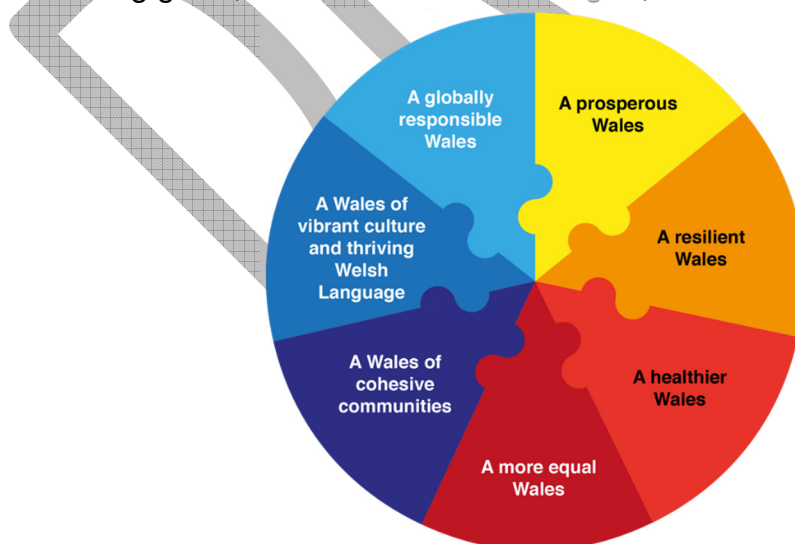 A prosperous
Wales
A resilient
Wales
A healthier
Wales
A more equal
Wales
A Wales of
cohesive
communities
A Wales of
vibrant culture
and thriving
Welsh
Language
A globally
responsible
Wales